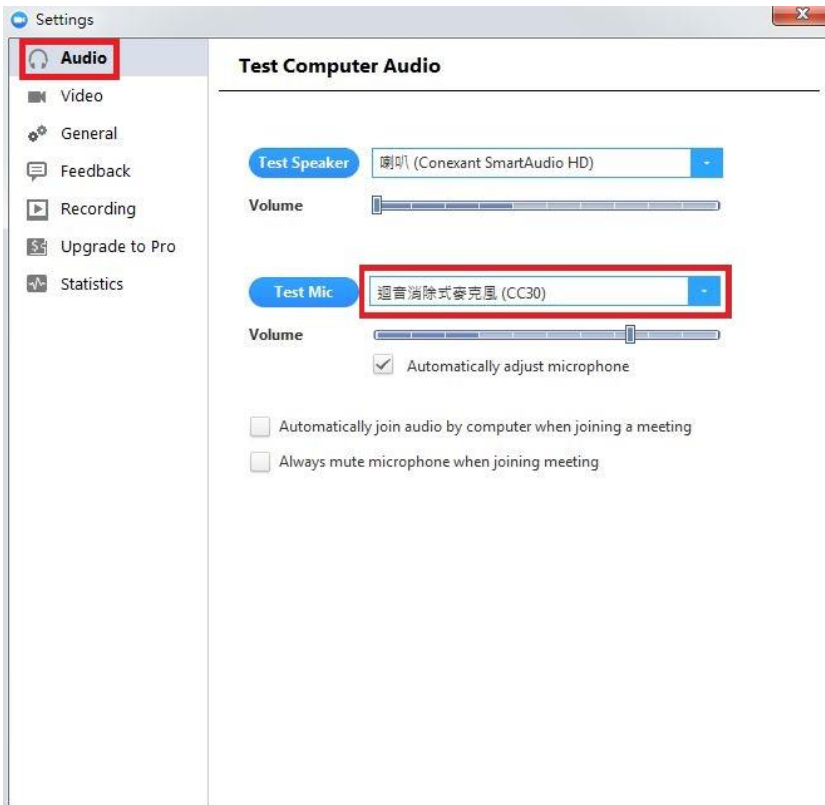 Settings
Audio
Video
General
Feedback
Recording
Upgrade to Pro
Statistics
Test Computer Audio
Test Speaker 喇叭 (Conexant SmartAudio HD)
Volume
Test Mic 迴音消除式麥克風 (CC30)
Volume
Automatically adjust microphone
Automatically join audio by computer when joining a meeting
Always mute microphone when joining meeting